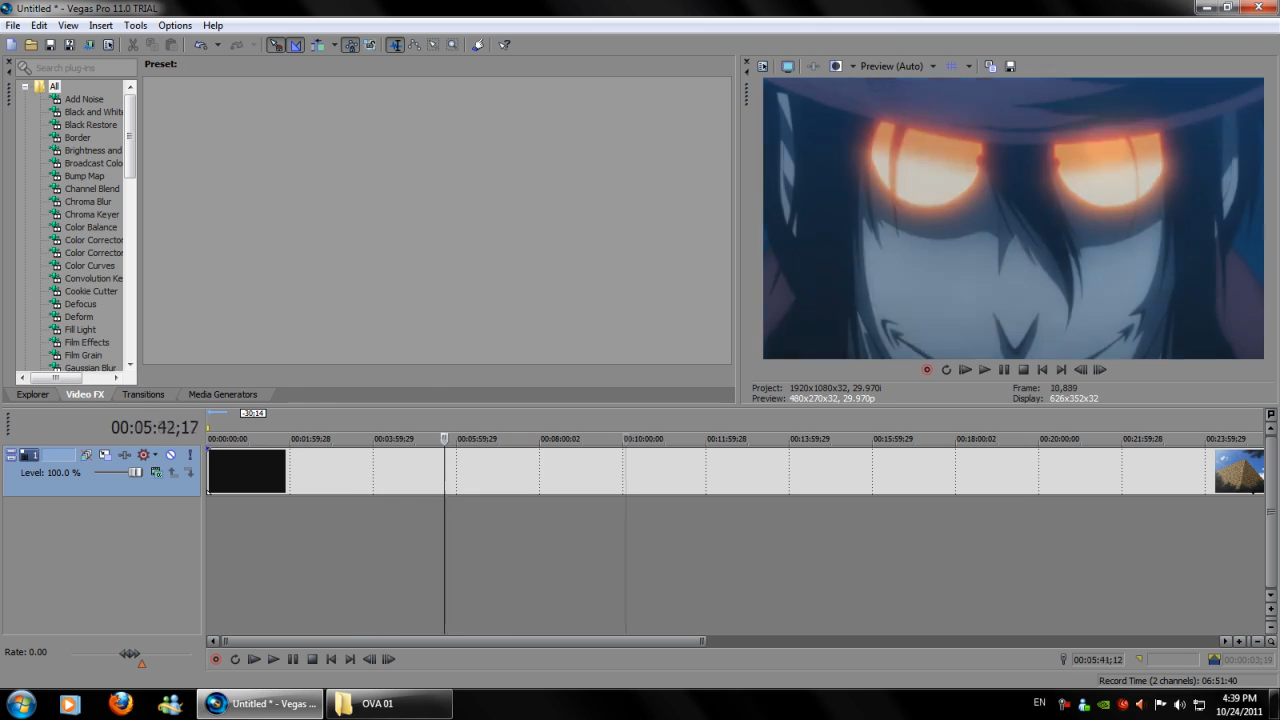 Untitled * - Vegas Pro 11.0 TRIAL
File Edit View Insert Tools Options Help
Search plug-ins
Preset:
Preview (Auto)
All
Add Noise
Black and White
Black Restore
Border
Brightness and
Broadcast Colo
Bump Map
Channel Blend
Chroma Blur
Chroma Keyer
Color Balance
Color Corrector
Color Corrector
Color Curves
Convolution Ke
Cookie Cutter
Defocus
Deform
Fill Light
Film Effects
Film Grain
Gaussian Blur
Explorer Video FX Transitions Media Generators
Project: 1920x1080x32, 29.970i Frame: 10,889
Preview: 480x270x32, 29.970p Display: 626x352x32
-30;14
00:05:42;17
00:00:00;00 00:01:59;28 00:03:59;29 00:05:59;29 00:08:00;02 00:10:00;00 00:11:59;28 00:13:59;29 00:15:59;29 00:18:00;02 00:20:00;00 00:21:59;28 00:23:59;29
1
Level: 100.0 %
Rate: 0.00
00:05:41;12 00:00:03;19
Record Time (2 channels): 06:51:40
Untitled * - Vegas ... OVA 01 EN 4:39 PM
10/24/2011